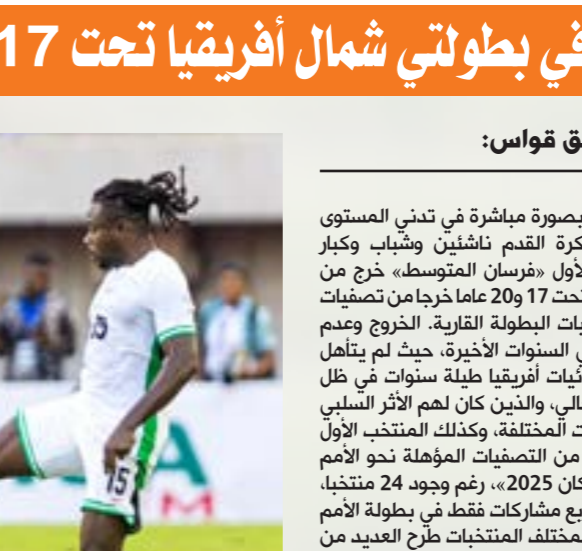 في بطولتي شمال أفريقيا تحت 17
ق قواس:
بصورة مباشرة في تدني المستوى
كرة القدم ناشئين وشباب وكبار
لأول «فرسان المتوسط» خرج من
تحت 17 و20 عاما خرجا من تصفيات
يات البطولة القارية. الخروج وعدم
ي السنوات الأخيرة، حيث لم يتأهل
ئيات أفريقيا طيلة سنوات في ظل
الي، والذين كان لهم الأثر السلبي
ت المختلفة، وكذلك المنتخب الأول
من التصفيات المؤهلة نحو الأمم
كان 2025»، رغم وجود 24 منتخبا،
بع مشاركات فقط في بطولة الأمم
مختلف المنتخبات طرح العديد من
15